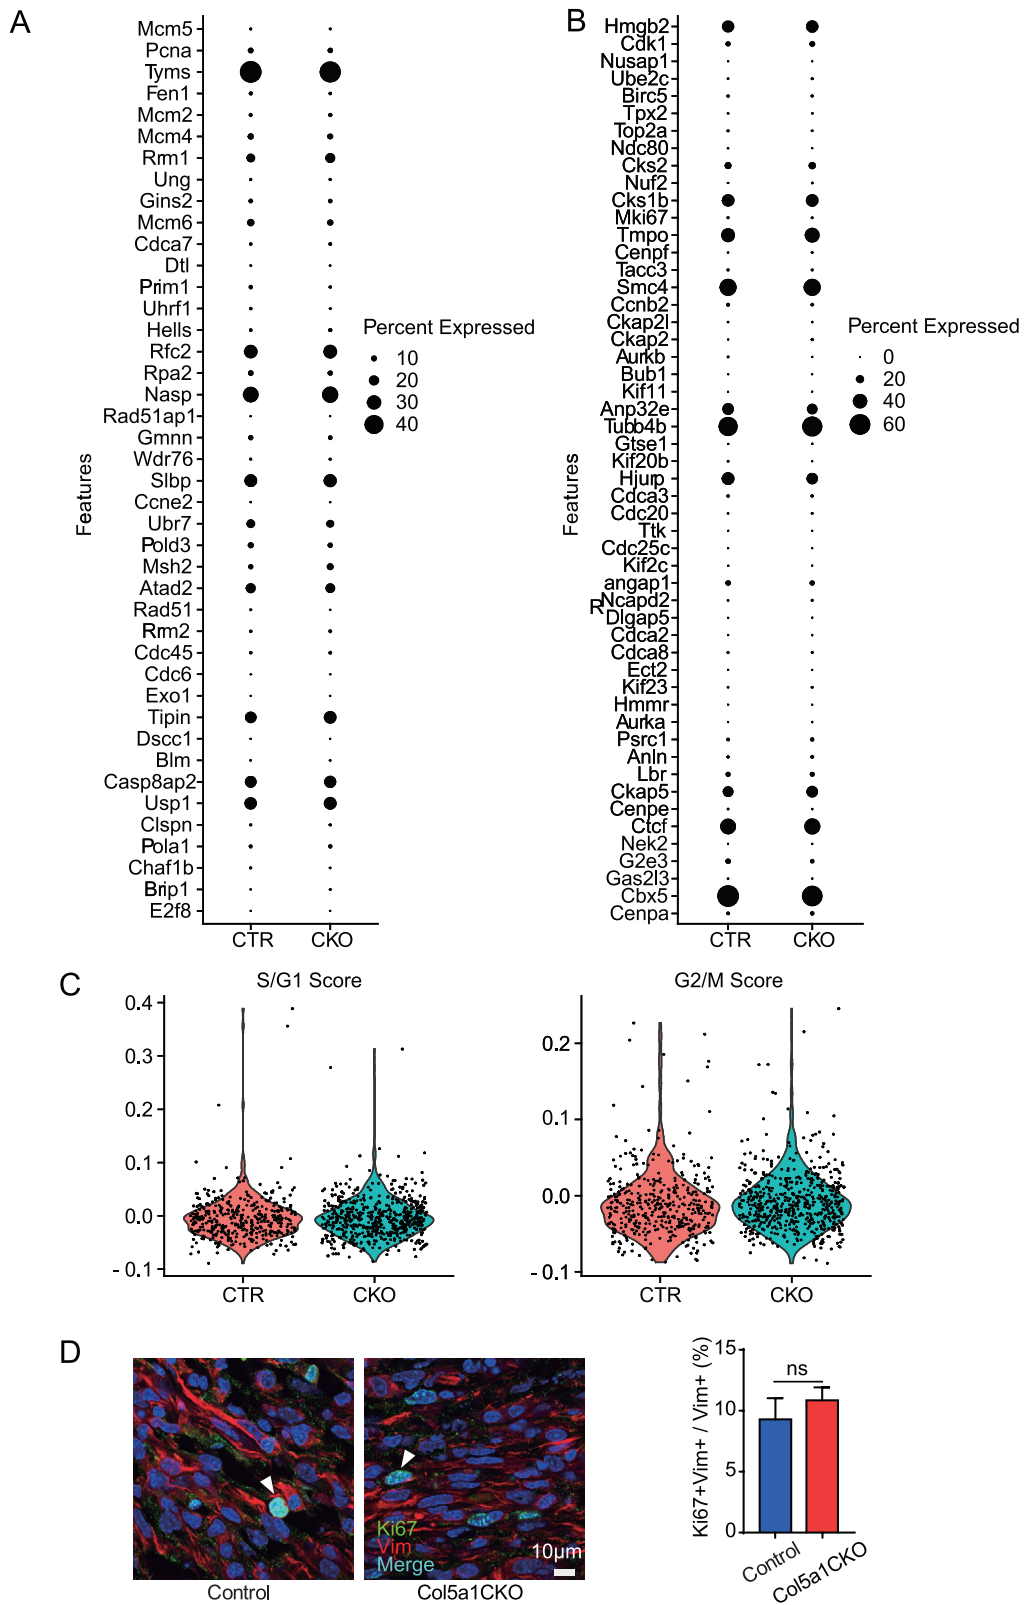 A
Mcm5
Pcna
Tyms
Fen1
Mcm2
Mcm4
Rrm1
Ung
Gins2
Mcm6
Cdca7
Dtl
Prim1
Uhrf1
Hells
Rfc2
Rpa2
Nasp
Rad51ap1
Gmnn
Wdr76
Slbp
Ccne2
Ubr7
Pold3
Msh2
Atad2
Rad51
Rrm2
Cdc45
Cdc6
Exo1
Tipin
Dscc1
Blm
Casp8ap2
Usp1
Clspn
Pola1
Chaf1b
Brip1
E2f8
Features
CTR CKO
Percent Expressed
10
20
30
40
B
Hmgb2
Cdk1
Nusap1
Ube2c
Birc5
Tpx2
Top2a
Ndc80
Cks2
Nuf2
Cks1b
Mki67
Tmpo
Cenpf
Tacc3
Smc4
Ccnb2
Ckap2l
Ckap2
Aurkb
Bub1
Kif11
Anp32e
Tubb4b
Gtse1
Kif20b
Hjurp
Cdca3
Cdc20
Ttk
Cdc25c
Kif2c
angap1
R
Ncapd2
Dlgap5
Cdca2
Cdca8
Ect2
Kif23
Hmmr
Aurka
Psrc1
Anln
Lbr
Ckap5
Cenpe
Ctcf
Nek2
G2e3
Gas2l3
Cbx5
Cenpa
Features
CTR CKO
Percent Expressed
0
20
40
60
C
S/G1 Score
0.4
0.3
0.2
0.1
0.0
-0.1
CTR CKO
G2/M Score
0.2
0.1
0.0
-0.1
CTR CKO
D
Ki67
Vim
Merge
10μm
Control
Col5a1CKO
Ki67+Vim+ / Vim+ (%)
15
10
5
0
ns
Control
Col5a1CKO